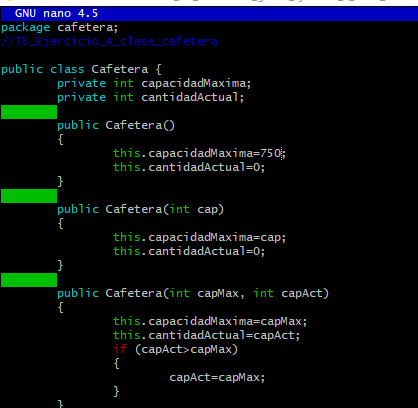 GNU nano 4.5
package cafetera;
//T5_Ejercicio_4_clase_cafetera
public class Cafetera {
private int capacidadMaxima;
private int cantidadActual;
public Cafetera()
{
this.capacidadMaxima=750;
this.cantidadActual=0;
}
public Cafetera(int cap)
{
this.capacidadMaxima=cap;
this.cantidadActual=0;
}
public Cafetera(int capMax, int capAct)
{
this.capacidadMaxima=capMax;
this.cantidadActual=capAct;
if (capAct>capMax)
{
capAct=capMax;
}
}